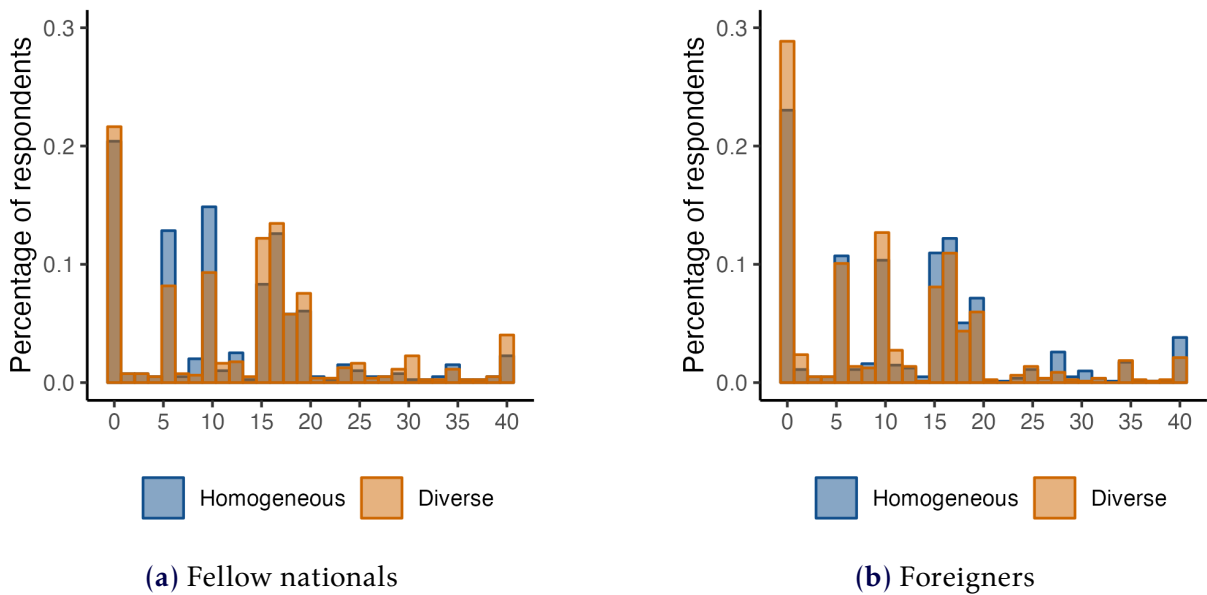 Percentage of respondents
0.3
0.2
0.1
0.0
0 5 10 15 20 25 30 35 40
Homogeneous Diverse
(a) Fellow nationals
Percentage of respondents
0.3
0.2
0.1
0.0
0 5 10 15 20 25 30 35 40
Homogeneous Diverse
(b) Foreigners